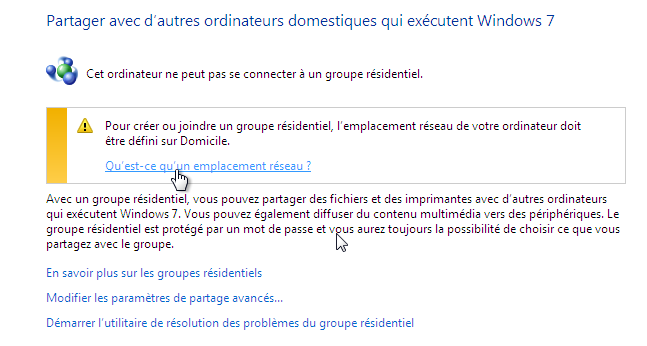 Partager avec d'autres ordinateurs domestiques qui exécutent Windows 7
Cet ordinateur ne peut pas se connecter à un groupe résidentiel.
Pour créer ou joindre un groupe résidentiel, l'emplacement réseau de votre ordinateur doit
être défini sur Domicile.
Qu'est-ce qu'un emplacement réseau ?
Avec un groupe résidentiel, vous pouvez partager des fichiers et des imprimantes avec d'autres ordinateurs
qui exécutent Windows 7. Vous pouvez également diffuser du contenu multimédia vers des périphériques. Le
groupe résidentiel est protégé par un mot de passe et vous aurez toujours la possibilité de choisir ce que vous
partagez avec le groupe.
En savoir plus sur les groupes résidentiels
Modifier les paramètres de partage avancés...
Démarrer l'utilitaire de résolution des problèmes du groupe résidentiel